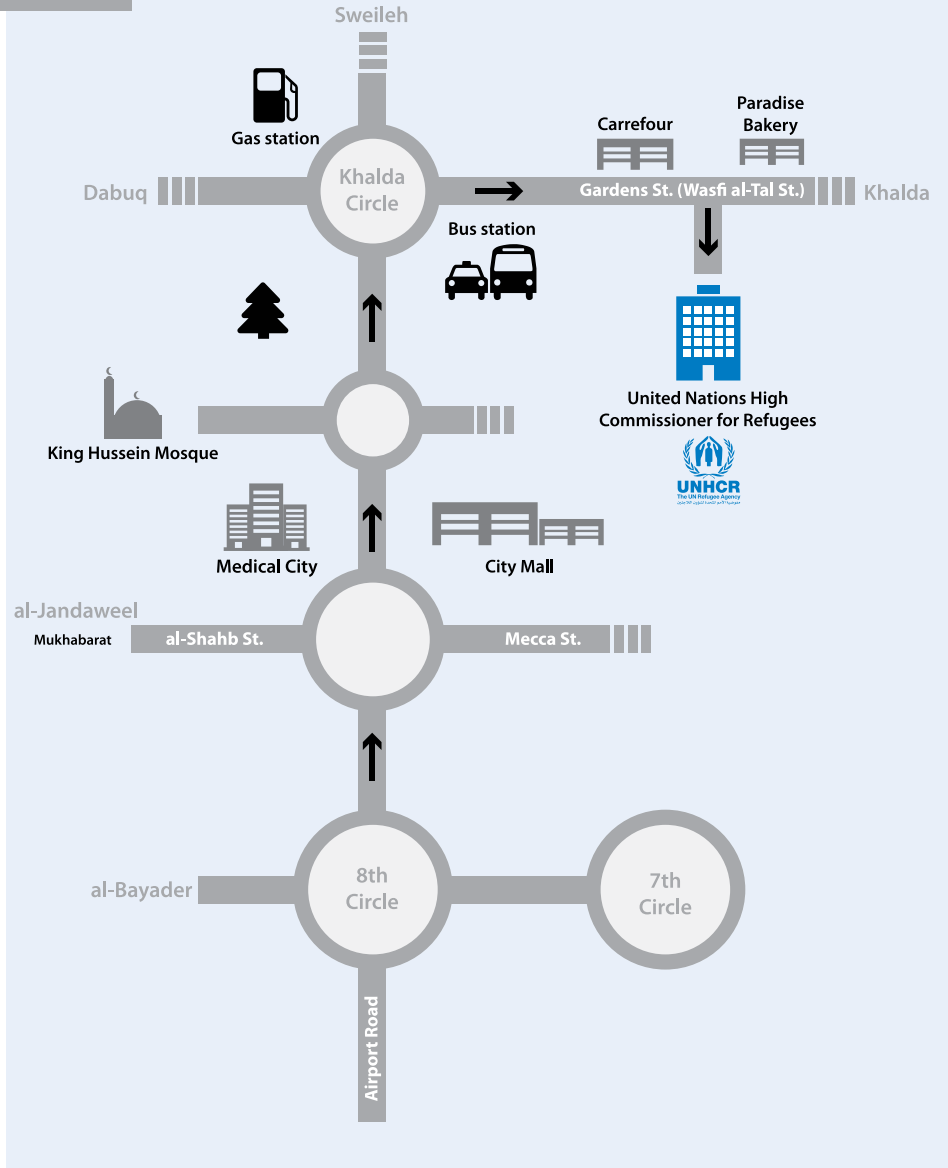 Sweileh
Gas station
Carrefour
Paradise
Bakery
Dabuq
Khalda
Circle
Gardens St. (Wasfi al-Tal St.)
Khalda
Bus station
United Nations High
Commissioner for Refugees
King Hussein Mosque
UNHCR
The UN Refugee Agency
Medical City
City Mall
al-Jandaweel
Mukhabarat
al-Shahb St.
Mecca St.
al-Bayader
8th
Circle
7th
Circle
Airport Road